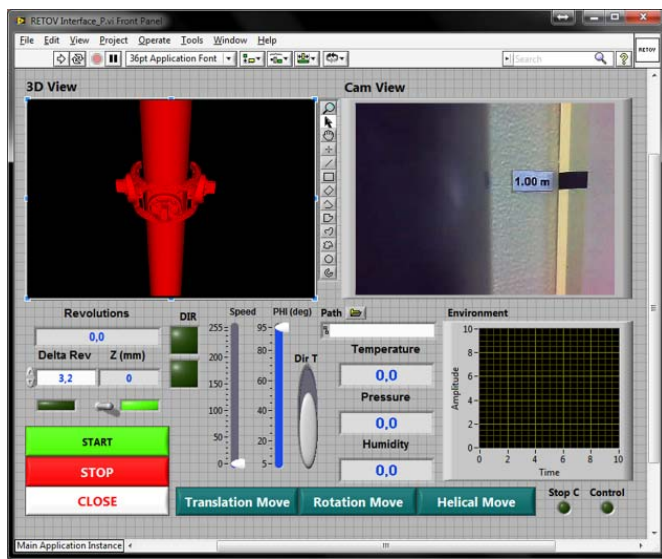 RETOV Interface_P.vi Front Panel
File Edit View Project Operate Tools Window Help
36pt Application Font
Search
RETOV
3D View
Cam View
1.00 m
Revolutions
0,0
Delta Rev
Z (mm)
3,2
0
DIR
Speed
255
200
150
100
50
0
PHI (deg)
95
80
60
40
20
5
Dir T
Path
Temperature
0,0
Pressure
0,0
Humidity
0,0
Environment
Amplitude
10
8
6
4
2
0
0 2 4 6 8 10
Time
START
STOP
CLOSE
Translation Move
Rotation Move
Helical Move
Stop C
Control
Main Application Instance